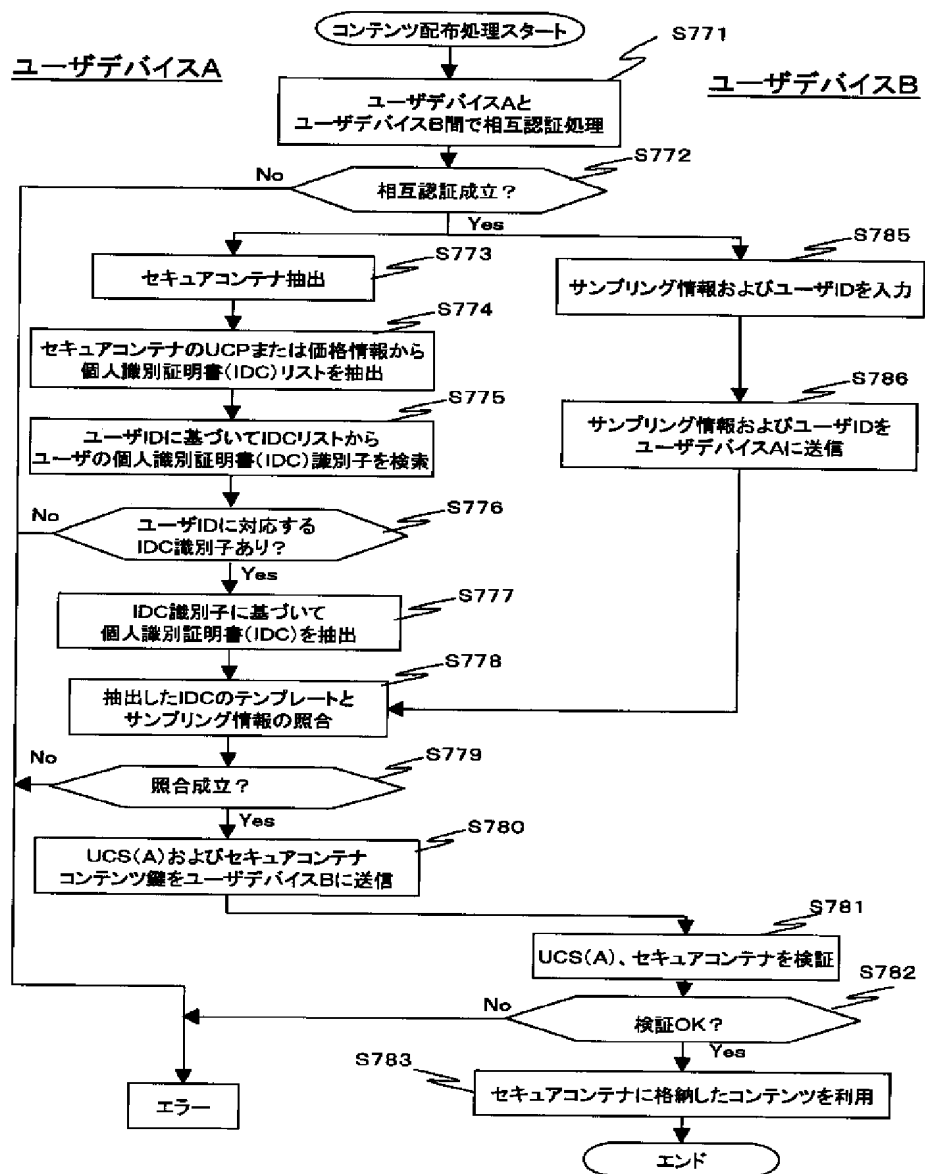 コンテンツ配布処理スタート
S771
ユーザデバイスA
ユーザデバイスB
ユーザデバイスAと
ユーザデバイスB間で相互認証処理
S772
No
相互認証成立?
Yes
S773
セキュアコンテナ抽出
S785
サンプリング情報およびユーザIDを入力
S774
セキュアコンテナのUCPまたは価格情報から
個人識別証明書(IDC)リストを抽出
S775
ユーザIDに基づいてIDCリストから
ユーザの個人識別証明書(IDC)識別子を検索
S786
サンプリング情報およびユーザIDを
ユーザデバイスAに送信
S776
No
ユーザIDに対応する
IDC識別子あり?
Yes
S777
IDC識別子に基づいて
個人識別証明書(IDC)を抽出
S778
抽出したIDCのテンプレートと
サンプリング情報の照合
S779
No
照合成立?
Yes
S780
UCS(A)およびセキュアコンテナ
コンテンツ鍵をユーザデバイスBに送信
S781
UCS(A)、セキュアコンテナを検証
S782
No
検証OK?
Yes
S783
セキュアコンテナに格納したコンテンツを利用
エラー
エンド